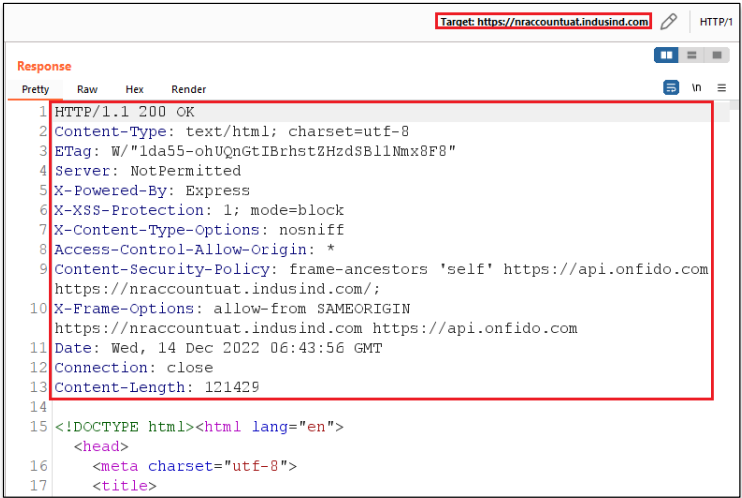 Target: https://nraccountuat.indusind.com HTTP/1
Response
Pretty Raw Hex Render \n
1 HTTP/1.1 200 OK
2 Content-Type: text/html; charset=utf-8
3 ETag: W/"1da55-ohUQnGtIBrhstZHzdSBl1Nmx8F8"
4 Server: NotPermitted
5 X-Powered-By: Express
6 X-XSS-Protection: 1; mode=block
7 X-Content-Type-Options: nosniff
8 Access-Control-Allow-Origin: *
9 Content-Security-Policy: frame-ancestors 'self' https://api.onfido.com
https://nraccount.indusind.com/;
10 X-Frame-Options: allow-from SAMEORIGIN
https://nraccountuat.indusind.com https://api.onfido.com
11 Date: Wed, 14 Dec 2022 06:43:56 GMT
12 Connection: close
13 Content-Length: 121429
14
15 <!DOCTYPE html><html lang="en">
<head>
16 <meta charset="utf-8">
17 <title>